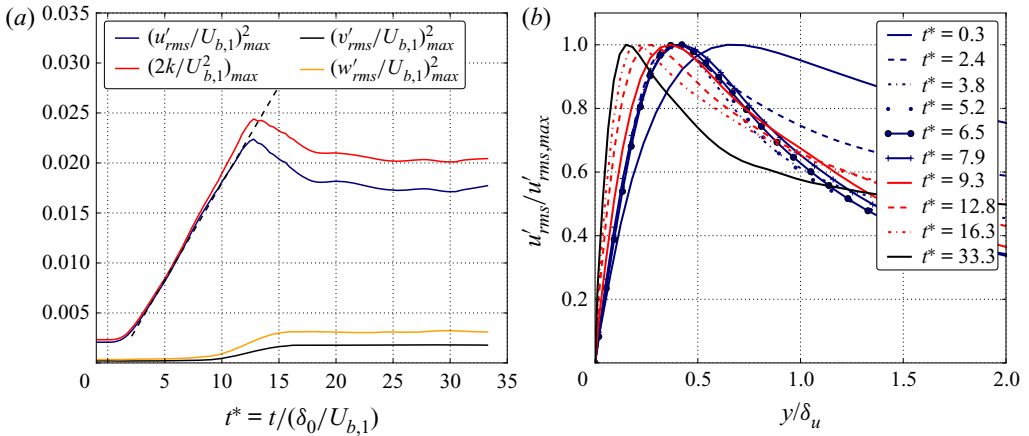 (a)
(u′rms/Ub,1)²max
(v′rms/Ub,1)²max
(2k/U²b,1)max
(w′rms/Ub,1)²max
0.035
0.030
0.025
0.020
0.015
0.010
0.005
0.000
0 5 10 15 20 25 30 35
t* = t/(δ0/Ub,1)
(b)
t* = 0.3
t* = 2.4
t* = 3.8
t* = 5.2
t* = 6.5
t* = 7.9
t* = 9.3
t* = 12.8
t* = 16.3
t* = 33.3
1.0
0.8
0.6
0.4
0.2
u′rms/u′rms,max
0 0.5 1.0 1.5 2.0
y/δu